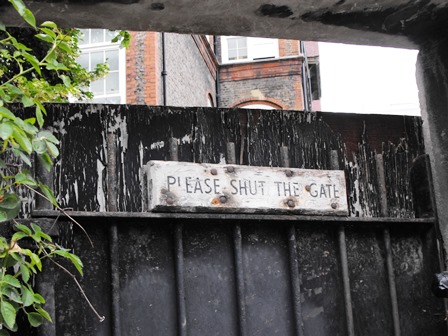 PLEASE SHUT THE GATE